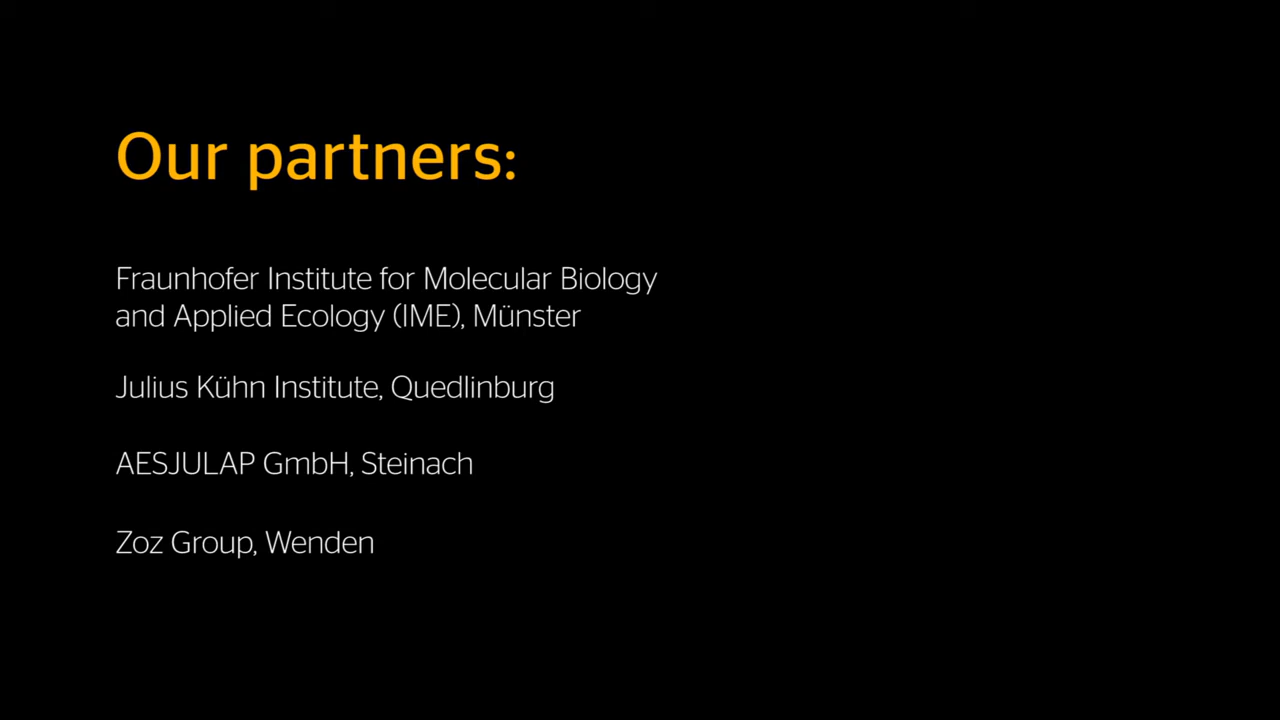 Our partners:
Fraunhofer Institute for Molecular Biology
and Applied Ecology (IME), Münster
Julius Kühn Institute, Quedlinburg
AESJULAP GmbH, Steinach
Zoz Group, Wenden